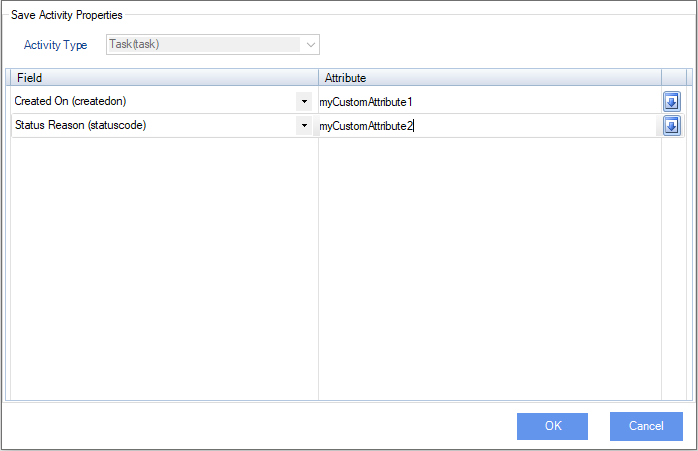 Save Activity Properties
Activity Type Task(task)
Field Attribute
Created On (createdon) myCustomAttribute1
Status Reason (statuscode) myCustomAttribute2
OK Cancel